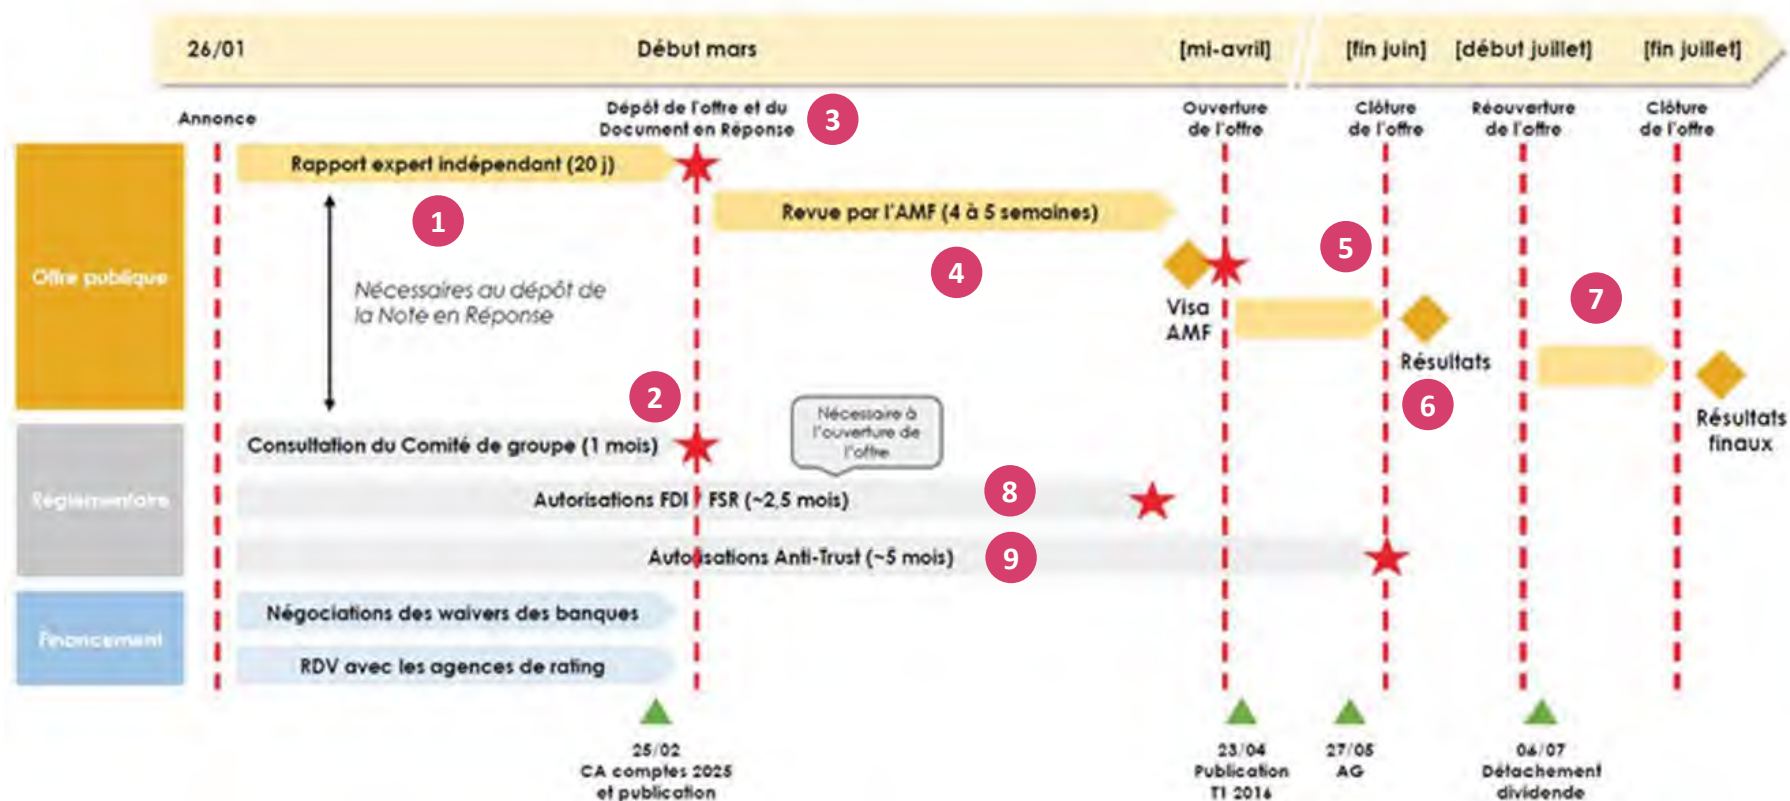 26/01
Début mars
[mi-avril]
[fin juin]
[début juillet]
[fin juillet]
Annonce
Dépôt de l'offre et du
Document en Réponse
3
Ouverture
de l'offre
Clôture
de l'offre
Réouverture
de l'offre
Clôture
de l'offre
Offre publique
Rapport expert indépendant (20 j)
1
Revue par l'AMF (4 à 5 semaines)
4
5
7
Nécessaires au dépôt de
la Note en Réponse
Visa
AMF
Résultats
6
Résultats
finaux
2
Nécessaire à
l'ouverture de
l'offre
Réglementaire
Consultation du Comité de groupe (1 mois)
Autorisations FDI / FSR (~2,5 mois)
8
Autorisations Anti-Trust (~5 mois)
9
Financement
Négociations des waivers des banques
RDV avec les agences de rating
25/02
CA comptes 2025
et publication
23/04
Publication
T1 2016
27/05
AG
06/07
Détachement
dividende